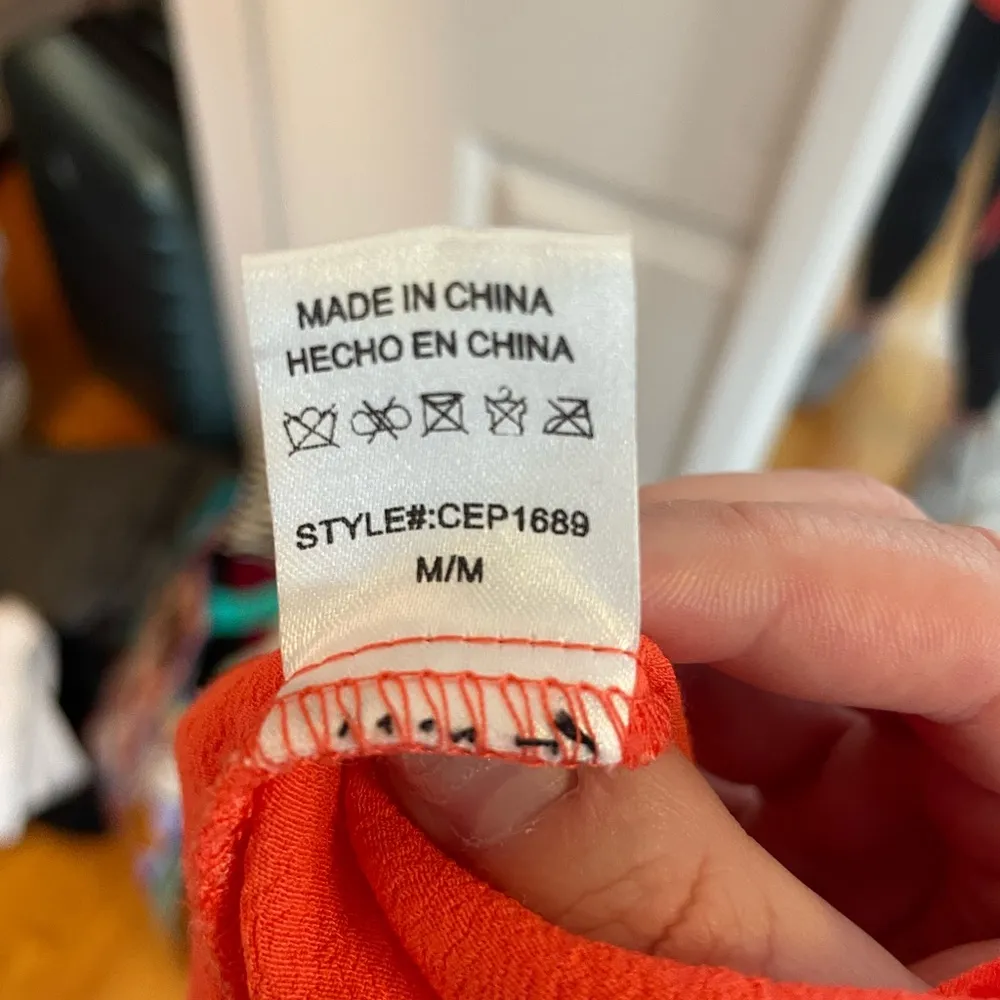 MADE IN CHINA
HECHO EN CHINA
STYLE#:CEP1689
M/M